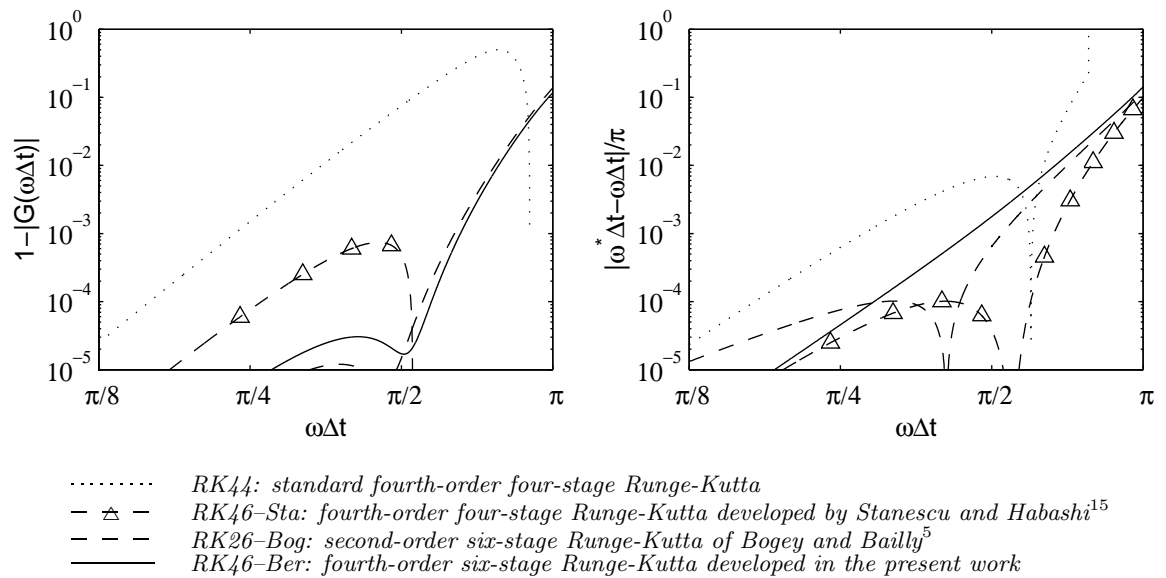 10^0
10^-1
10^-2
10^-3
10^-4
10^-5
1−|G(ωΔt)|
π/8 π/4 π/2 π
ωΔt
10^0
10^-1
10^-2
10^-3
10^-4
10^-5
|ω* Δt−ωΔt|/π
π/8 π/4 π/2 π
ωΔt
RK44: standard fourth-order four-stage Runge-Kutta
RK46–Sta: fourth-order four-stage Runge-Kutta developed by Stanescu and Habashi^15
RK26–Bog: second-order six-stage Runge-Kutta of Bogey and Bailly^5
RK46–Ber: fourth-order six-stage Runge-Kutta developed in the present work